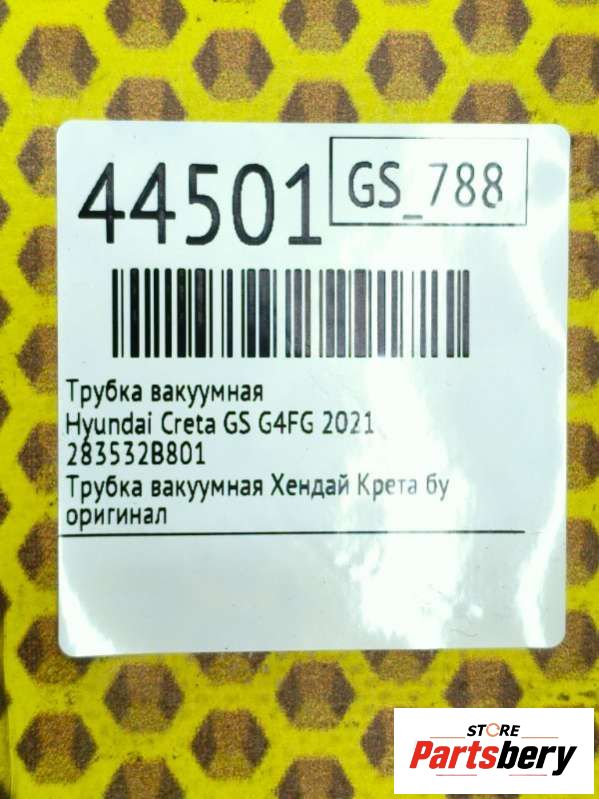 44501
GS_788
Трубка вакуумная
Hyundai Creta GS G4FG 2021
283532B801
Трубка вакуумная Хендай Крета бу
оригинал
STORE
Partsbery